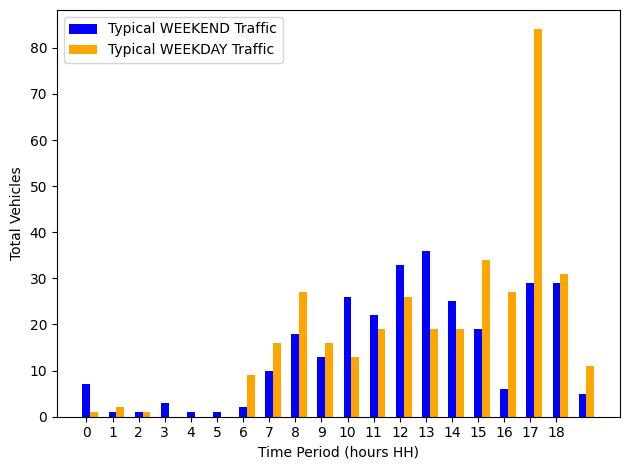 Typical WEEKEND Traffic
Typical WEEKDAY Traffic
80
70
60
50
40
30
20
10
0
Total Vehicles
0 1 2 3 4 5 6 7 8 9 10 11 12 13 14 15 16 17 18
Time Period (hours HH)